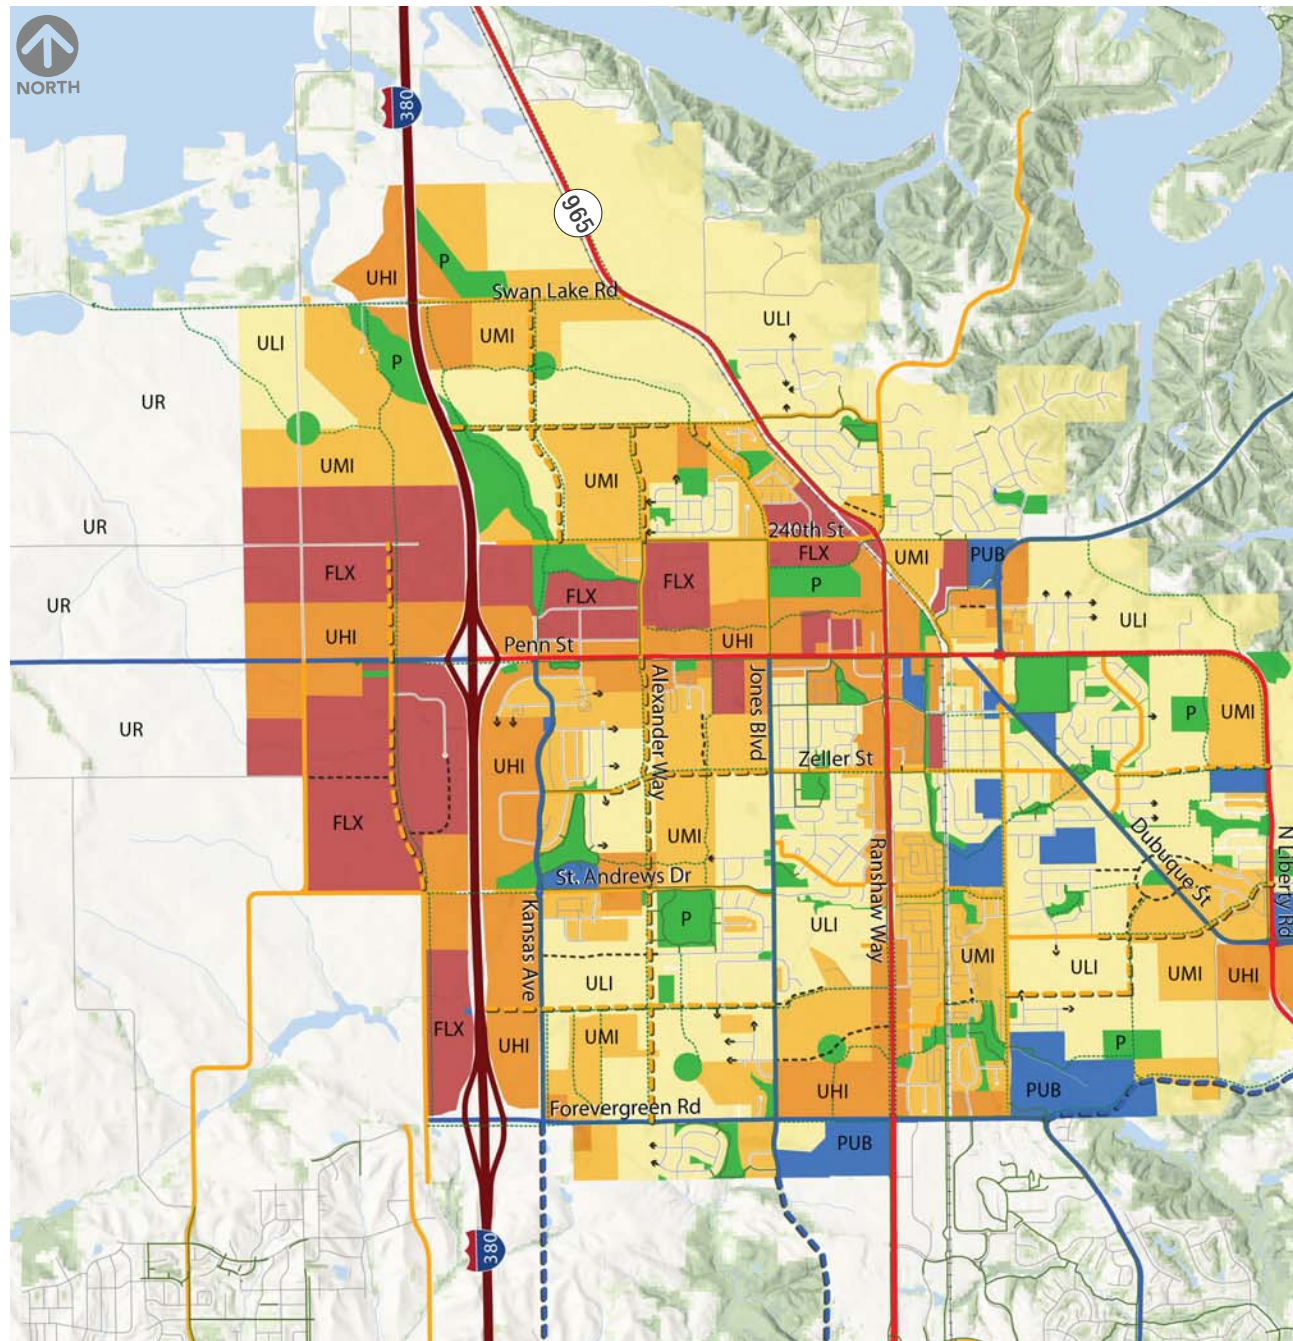 NORTH
380
965
P
UHI
Swan Lake Rd
ULI
ULI
UMI
P
UR
UMI
UMI
UR
240th St
FLX
UMI
PUB
FLX
FLX
FLX
P
UR
ULI
UHI
UHI
Penn St
Alexander Way
Jones Blvd
P
UMI
UR
UHI
Zeller St
FLX
UMI
Dubuque St
N Liberty Rd
Ranshaw Way
St. Andrews Dr
P
ULI
Kansas Ave
UMI
ULI
UMI
UHI
ULI
FLX
UHI
UMI
P
UHI
PUB
Forevergreen Rd
PUB
380